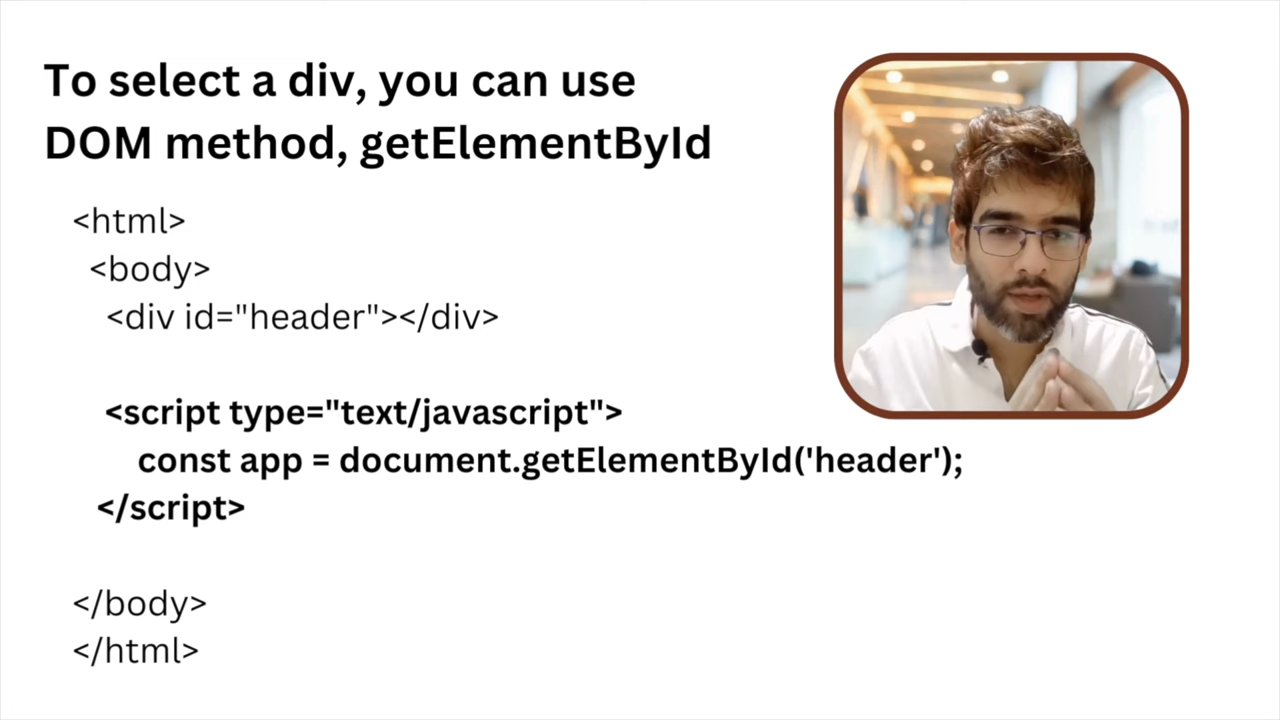 To select a div, you can use
DOM method, getElementById
<html>
<body>
<div id="header"></div>
<script type="text/javascript">
const app = document.getElementById('header');
</script>
</body>
</html>